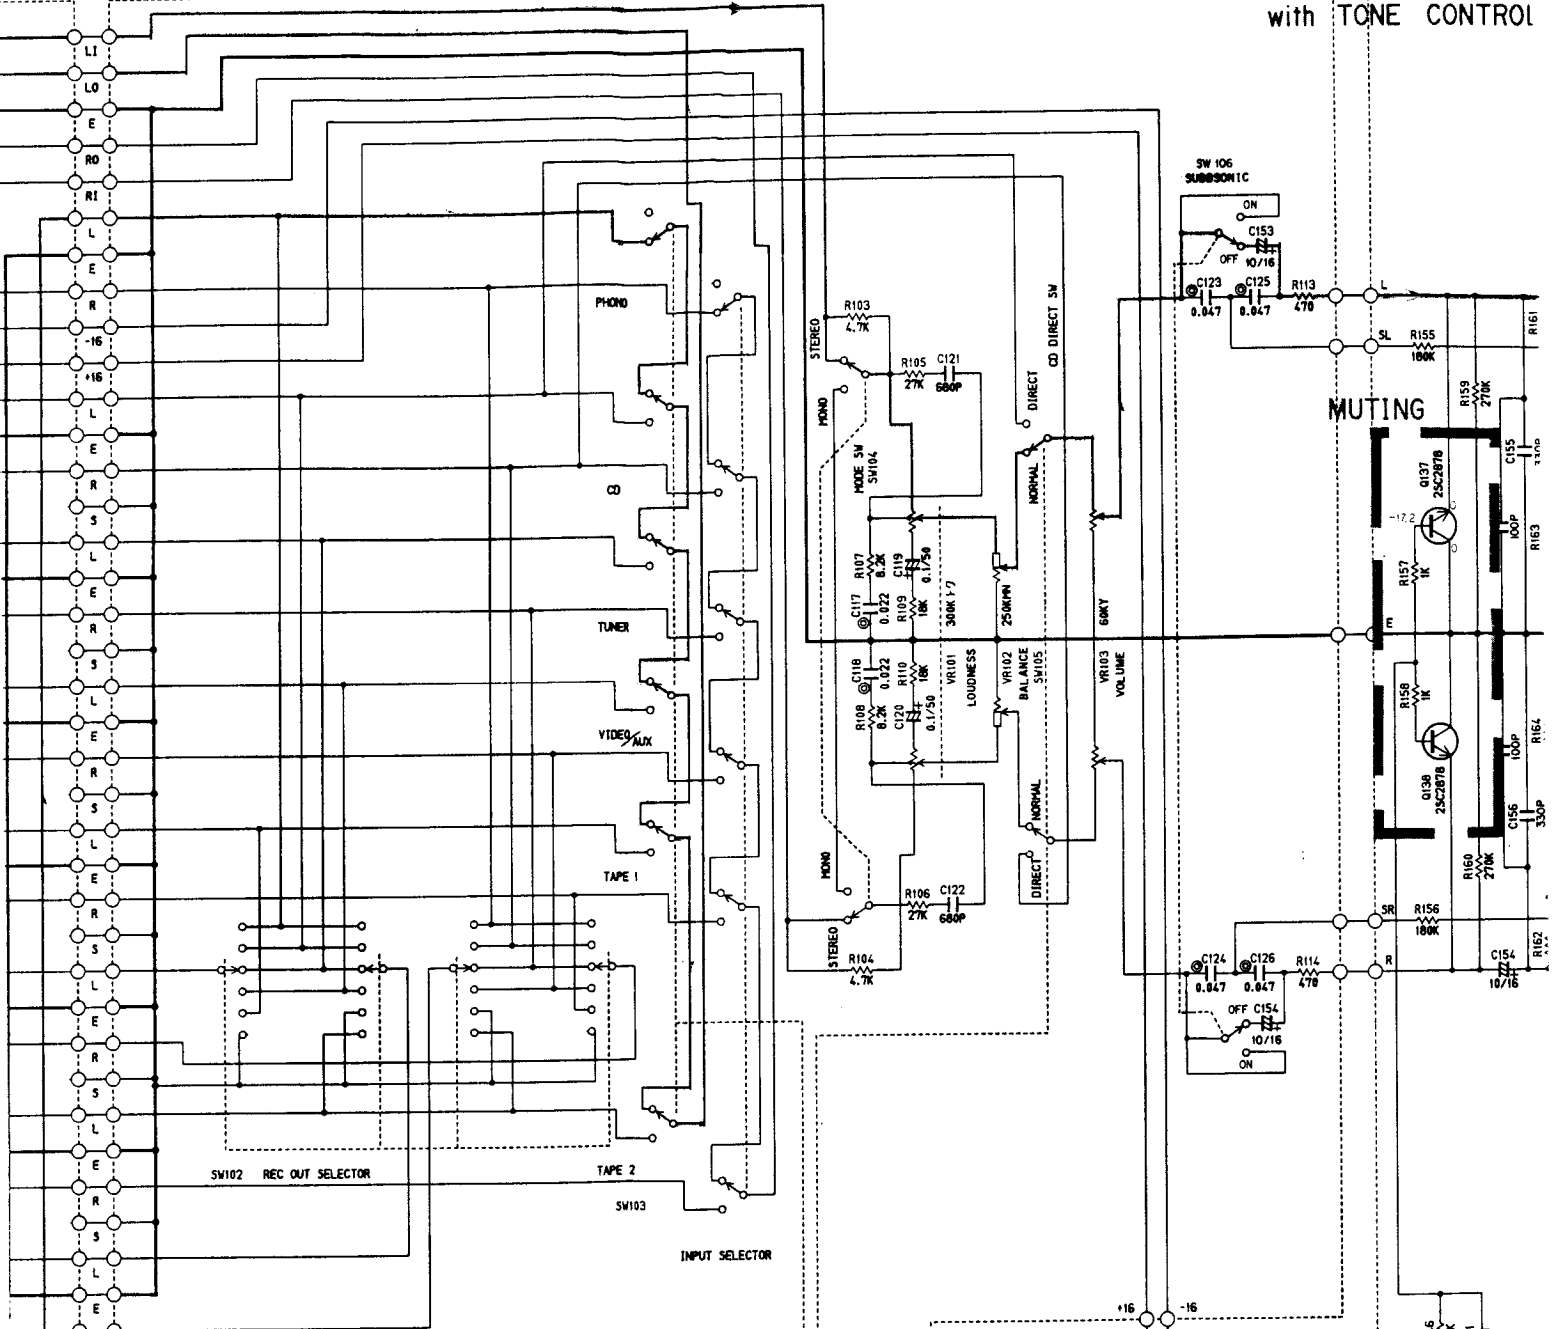 with TONE CONTROL
LI
LO
E
RO
RI
L
E
R
-16
+16
L
E
R
S
L
E
R
S
L
E
R
S
L
E
R
S
L
E
R
S
L
E
R
S
L
E
PHONO
CD
TUNER
VIDEO/AUX
TAPE 1
TAPE 2
SW103
INPUT SELECTOR
SW102 REC OUT SELECTOR
R103
4.7K
STEREO
MONO
R105
27K
C121
680P
MODE SW
SW104
R107
8.2K
C119
0.1/50
C117
0.022
R109
18K
300K
C118
0.022
R110
18K
R108
8.2K
C120
0.1/50
VR101
LOUDNESS
250KMN
VR102
BALANCE
SW105
60KY
VR103
VOLUME
CD DIRECT SW
DIRECT
NORMAL
NORMAL
DIRECT
MONO
STEREO
R106
27K
C122
680P
R104
4.7K
SW 106
SUBBSONIC
ON
OFF
C153
10/16
C123
0.047
C125
0.047
R113
470
L
SL
R155
180K
R161
R159
270K
MUTING
C155
Q137
2SC2878
-17.2
0
0
100P
R163
R157
1K
E
R158
1K
R164
100P
Q138
2SC2878
C156
330P
R160
270K
SR
R156
180K
R
C154
10/16
R162
C124
0.047
C126
0.047
R114
470
OFF
C154
10/16
ON
+16
-16